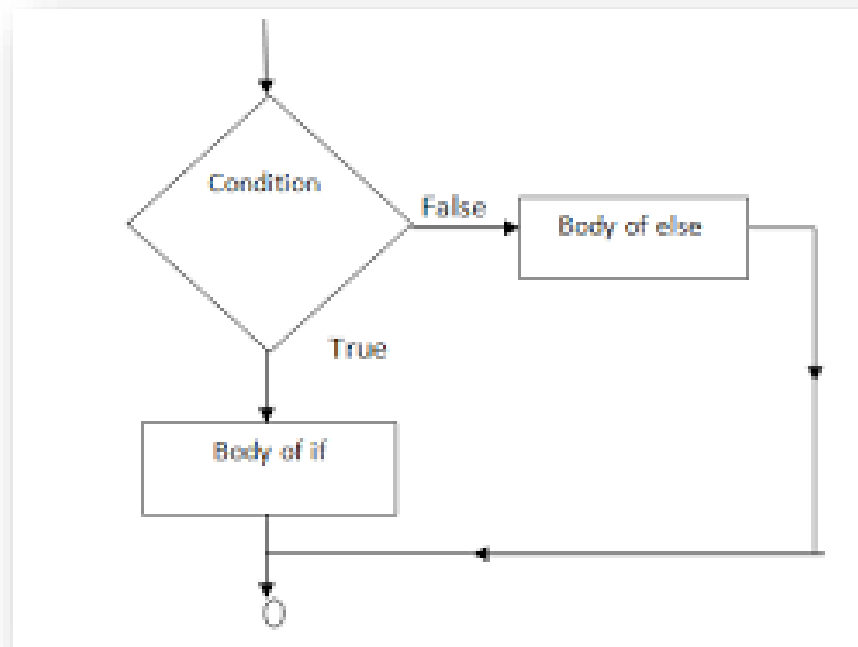 Condition
False
Body of else
True
Body of if